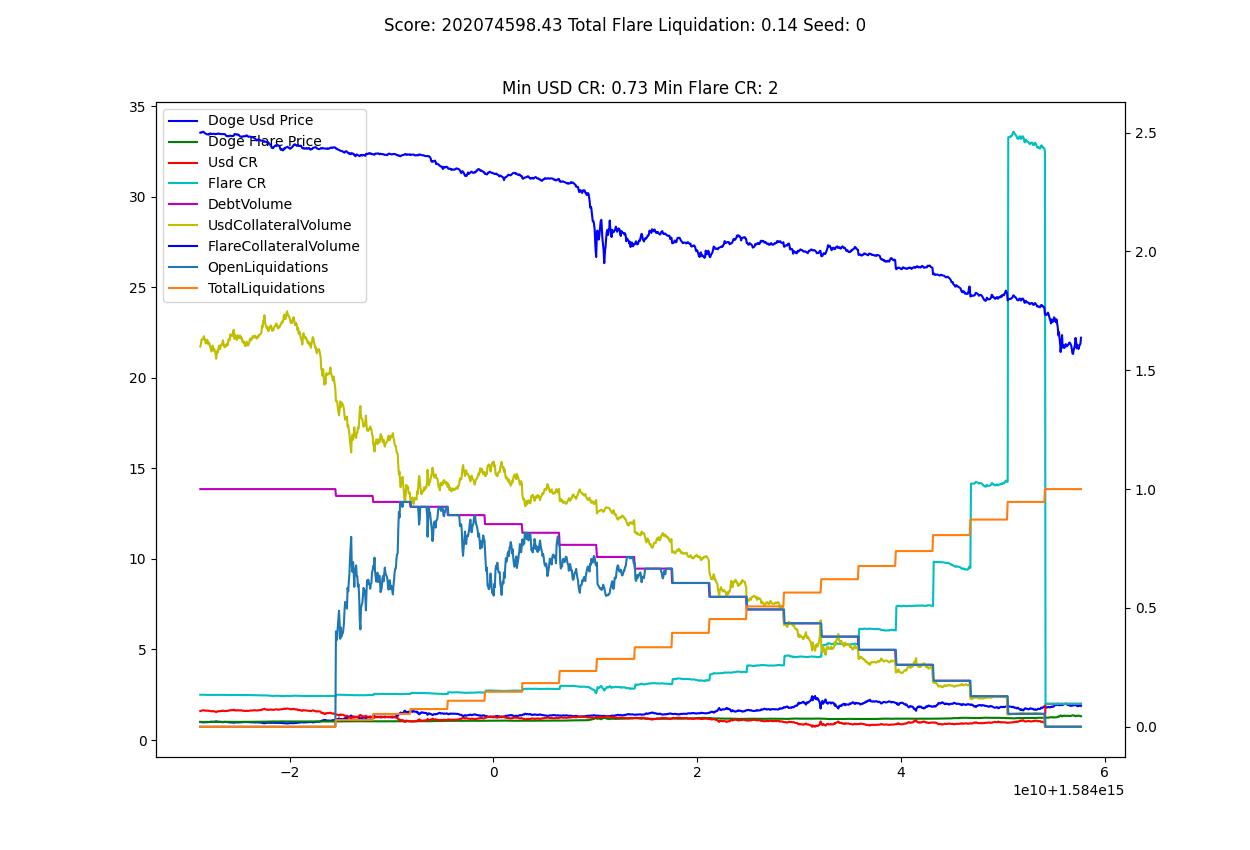 Score: 202074598.43 Total Flare Liquidation: 0.14 Seed: 0
Min USD CR: 0.73 Min Flare CR: 2
Doge Usd Price
Doge Flare Price
Usd CR
Flare CR
DebtVolume
UsdCollateralVolume
FlareCollateralVolume
OpenLiquidations
TotalLiquidations
35
30
25
20
15
10
5
0
2.5
2.0
1.5
1.0
0.5
0.0
−2
0
2
4
6
1e10+1.584e15